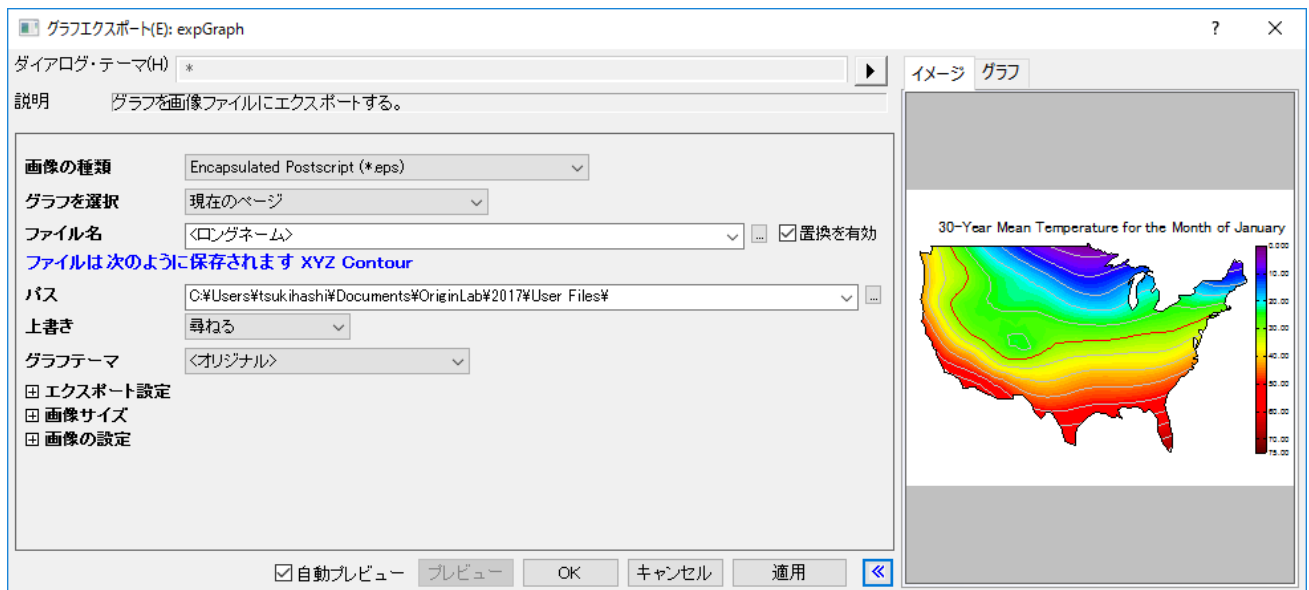 グラフエクスポート(E): expGraph
ダイアログ・テーマ(H) *
説明 グラフを画像ファイルにエクスポートする。
画像の種類 Encapsulated Postscript (*.eps)
グラフを選択 現在のページ
ファイル名 <ロングネーム> ... 置換を有効
ファイルは 次のように保存されます XYZ Contour
パス C:¥Users¥tsukihashi¥Documents¥OriginLab¥2017¥User Files¥ ...
上書き 尋ねる
グラフテーマ <オリジナル>
エクスポート設定
画像サイズ
画像の設定
自動プレビュー プレビュー OK キャンセル 適用
イメージ グラフ
30-Year Mean Temperature for the Month of January
0.000
10.00
20.00
30.00
40.00
50.00
60.00
70.00
75.00